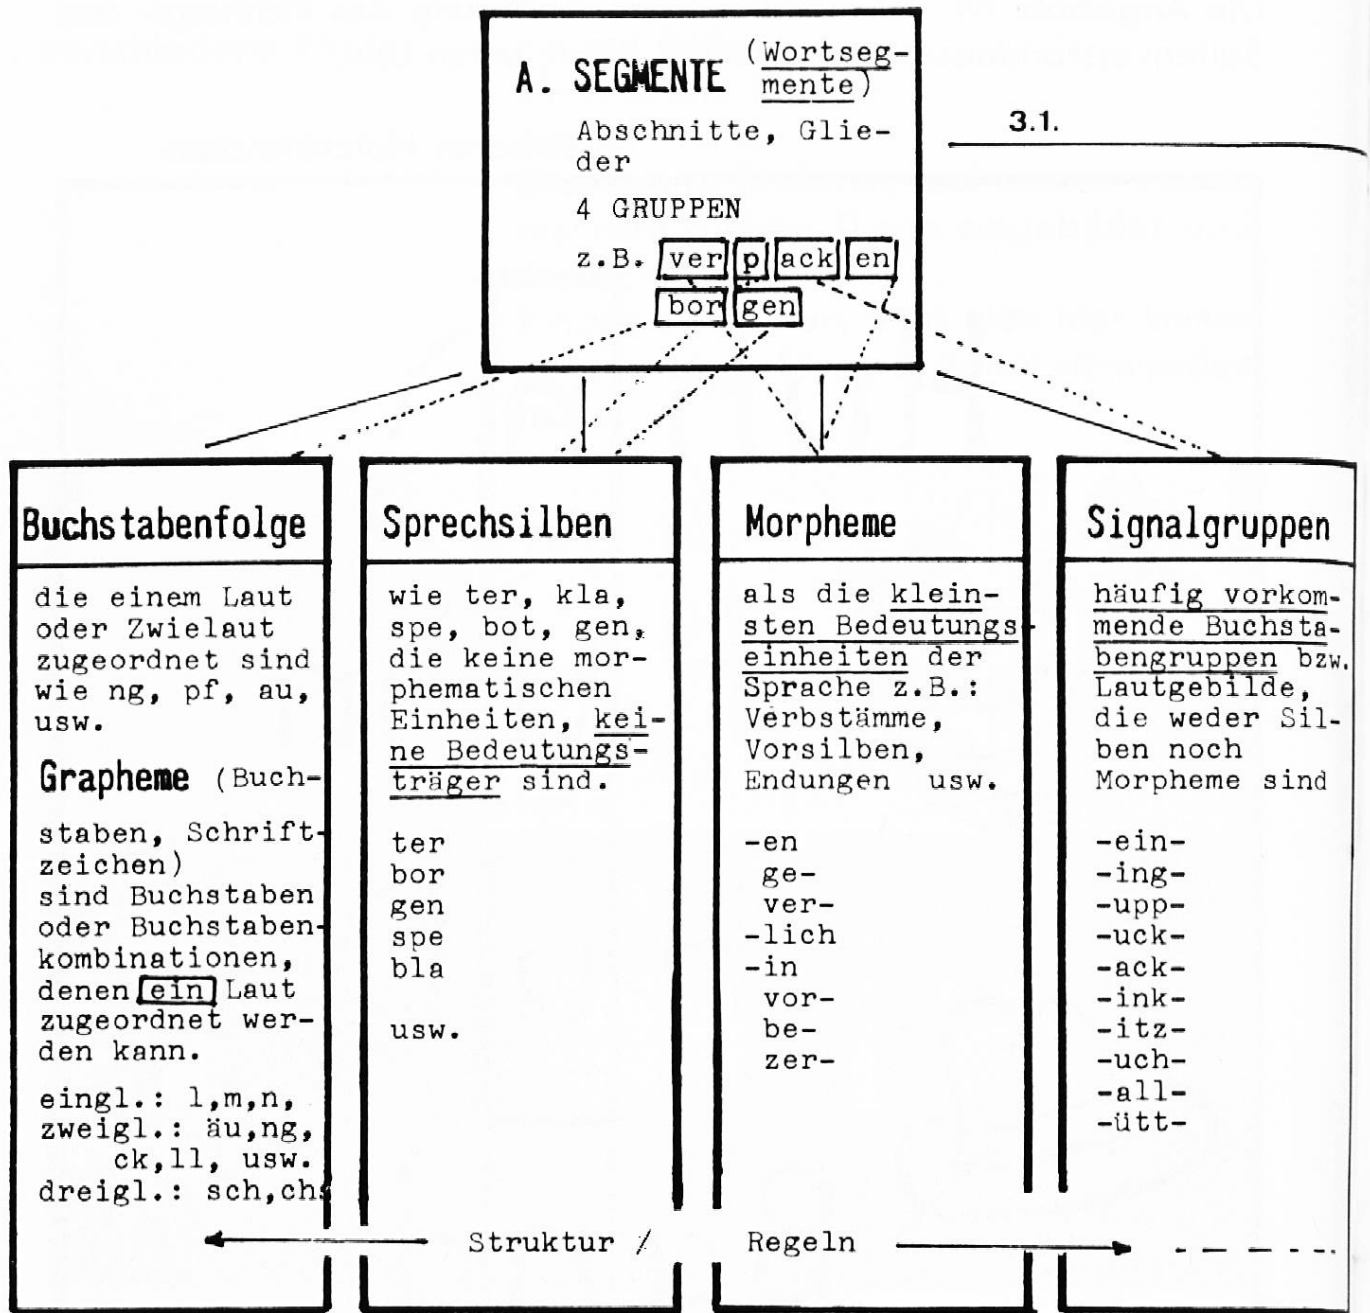 A. SEGMENTE (Wortseg-
mente)
Abschnitte, Glie-
der
4 GRUPPEN
z.B. ver p ack en
bor gen
3.1.
Buchstabenfolge
die einem Laut
oder Zwielaut
zugeordnet sind
wie ng, pf, au,
usw.
Grapheme (Buch-
staben, Schrift-
zeichen)
sind Buchstaben
oder Buchstaben-
kombinationen,
denen ein Laut
zugeordnet wer-
den kann.
eingl.: l,m,n,
zweigl.: äu,ng,
ck,ll, usw.
dreigl.: sch,chs
Sprechsilben
wie ter, kla,
spe, bot, gen,
die keine mor-
phematischen
Einheiten, kei-
ne Bedeutungs-
träger sind.
ter
bor
gen
spe
bla
usw.
Morpheme
als die klein-
sten Bedeutungs-
einheiten der
Sprache z.B.:
Verbstämme,
Vorsilben,
Endungen usw.
-en
ge-
ver-
-lich
-in
vor-
be-
zer-
Signalgruppen
häufig vorkom-
mende Buchsta-
bengruppen bzw.
Lautgebilde,
die weder Sil-
ben noch
Morpheme sind
-ein-
-ing-
-upp-
-uck-
-ack-
-ink-
-itz-
-uch-
-all-
-ütt-
Struktur / Regeln